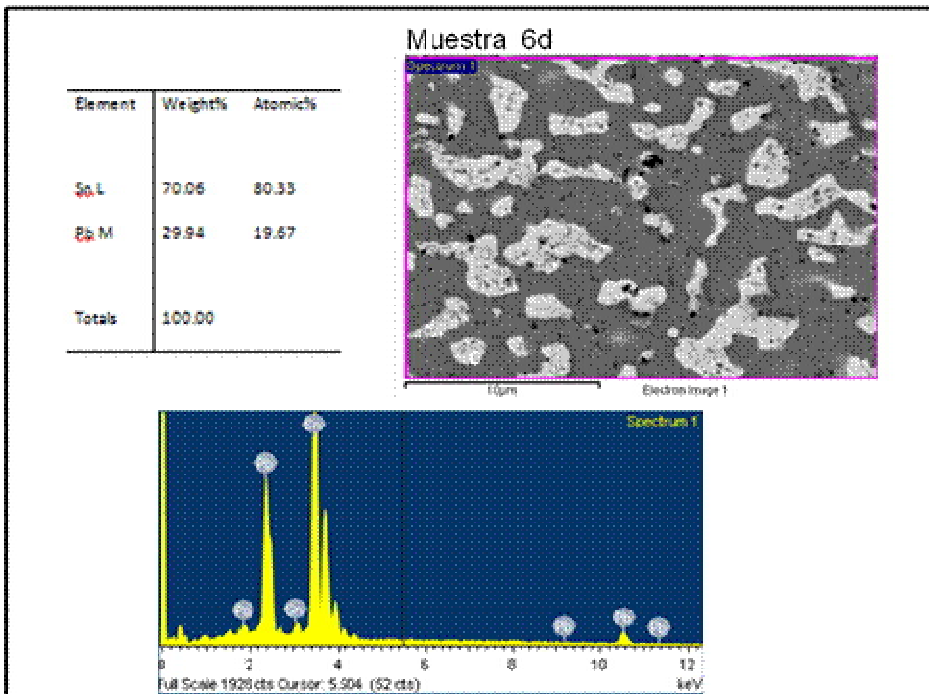 Muestra 6d
Spectrum 1
Element Weight% Atomic%
Sn L 70.06 80.33
Pb M 29.94 19.67
Totals 100.00
10µm Electron Image 1
Spectrum 1
2 4 6 8 10 12
Full Scale 1928 cts Cursor: 5.504 (52 cts) keV